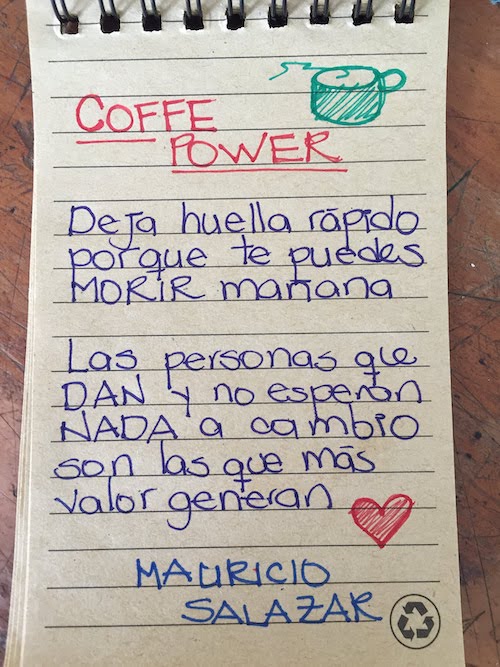 COFFE
POWER
Deja huella rápido
porque te puedes
MORIR mañana
Las personas que
DAN y no esperan
NADA a cambio
son las que más
valor generan
MAURICIO
SALAZAR